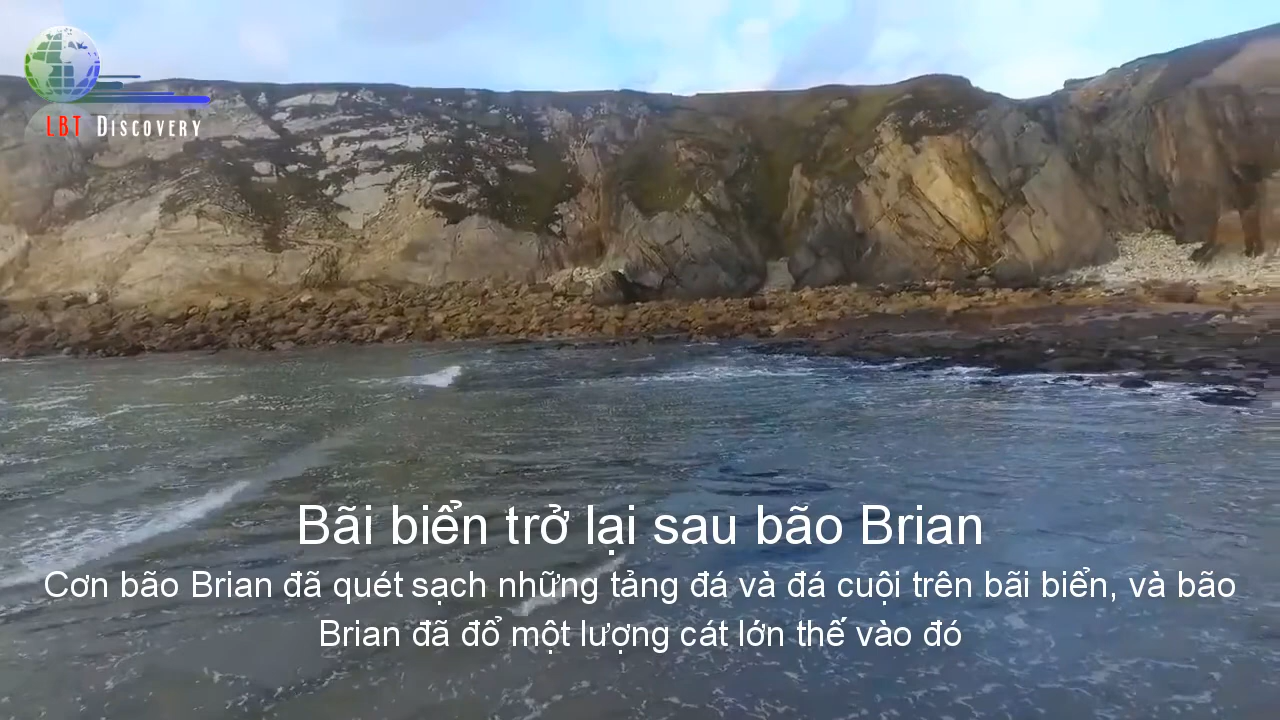 LBT Discovery
Bãi biển trở lại sau bão Brian
Cơn bão Brian đã quét sạch những tảng đá và đá cuội trên bãi biển, và bão
Brian đã đổ một lượng cát lớn thế vào đó